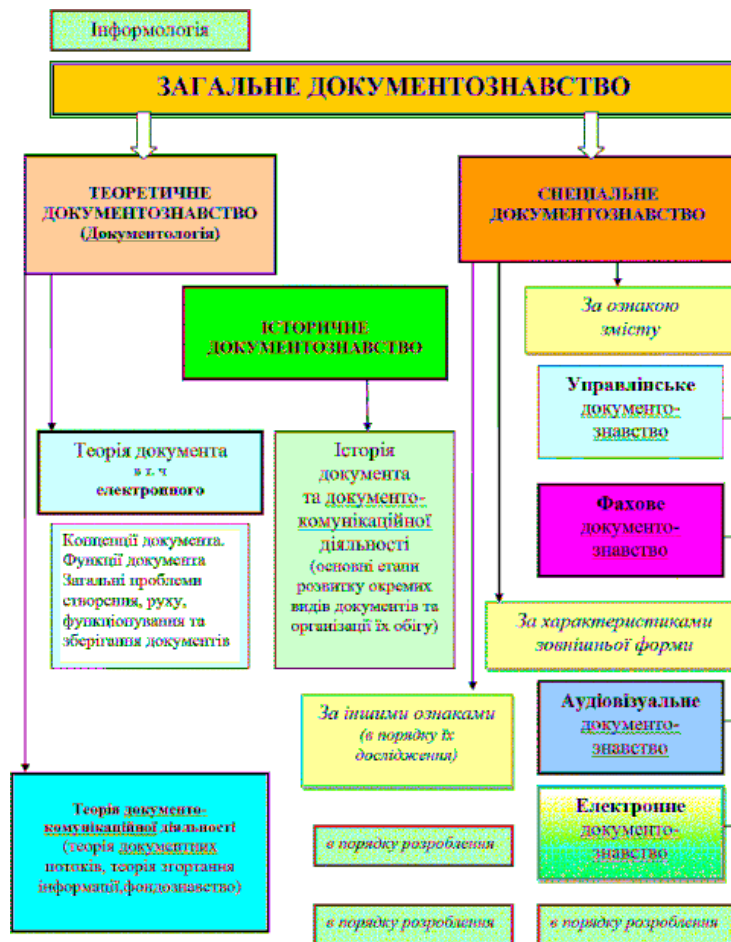 Інформологія
ЗАГАЛЬНЕ ДОКУМЕНТОЗНАВСТВО
ТЕОРЕТИЧНЕ
ДОКУМЕНТОЗНАВСТВО
(Документологія)
СПЕЦІАЛЬНЕ
ДОКУМЕНТОЗНАВСТВО
ІСТОРИЧНЕ
ДОКУМЕНТОЗНАВСТВО
За ознакою
змісту
Управлінське
документо-
знавство
Теорія документа
в т. ч
електронного
Історія
документа
та документо-
комунікаційної
діяльності
(основні етапи
розвитку окремих
видів документів та
організації їх обігу)
Фахове
документо-
знавство
Концепції документа.
Функції документа
Загальні проблеми
створення, руху,
функціонування та
зберігання документів
За характеристиками
зовнішньої форми
За іншими ознаками
(в порядку їх
дослідження)
Аудіовізуальне
документо-
знавство
Теорія документо-
комунікаційної діяльності
(теорія документних
потоків, теорія згортання
інформації,фондознавство)
Електронне
документо-
знавство
в порядку розроблення
в порядку розроблення
в порядку розроблення